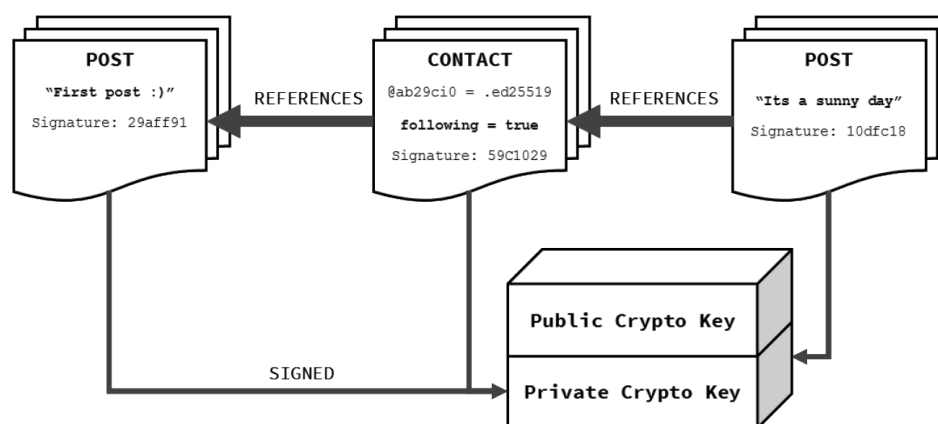 POST
“First post :)”
Signature: 29aff91
REFERENCES
CONTACT
@ab29ci0 = .ed25519
following = true
Signature: 59C1029
REFERENCES
POST
“Its a sunny day”
Signature: 10dfc18
Public Crypto Key
SIGNED
Private Crypto Key